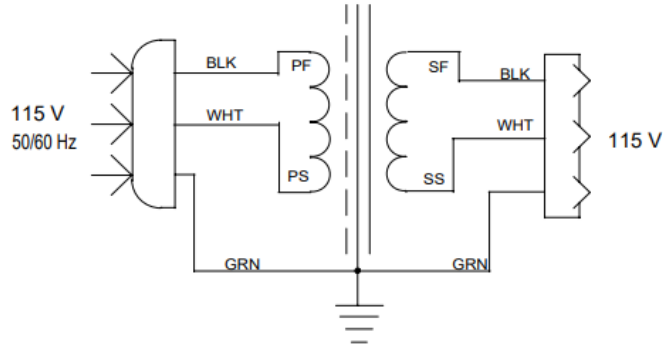 BLK
PF
SF
BLK
115 V
50/60 Hz
WHT
WHT
115 V
PS
SS
GRN
GRN